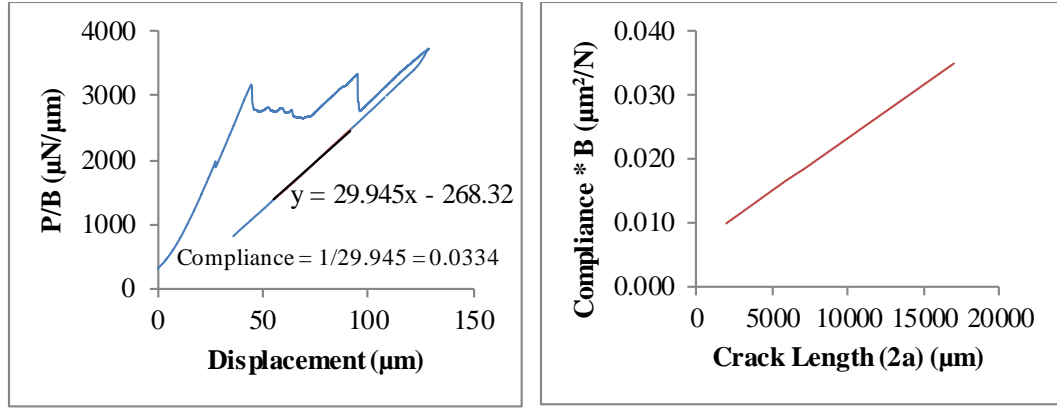 4000
3000
2000
1000
0
P/B (μN/μm)
y = 29.945x - 268.32
Compliance = 1/29.945 = 0.0334
0 50 100 150
Displacement (μm)
0.040
0.030
0.020
0.010
0.000
Compliance * B (μm²/N)
0 5000 10000 15000 20000
Crack Length (2a) (μm)